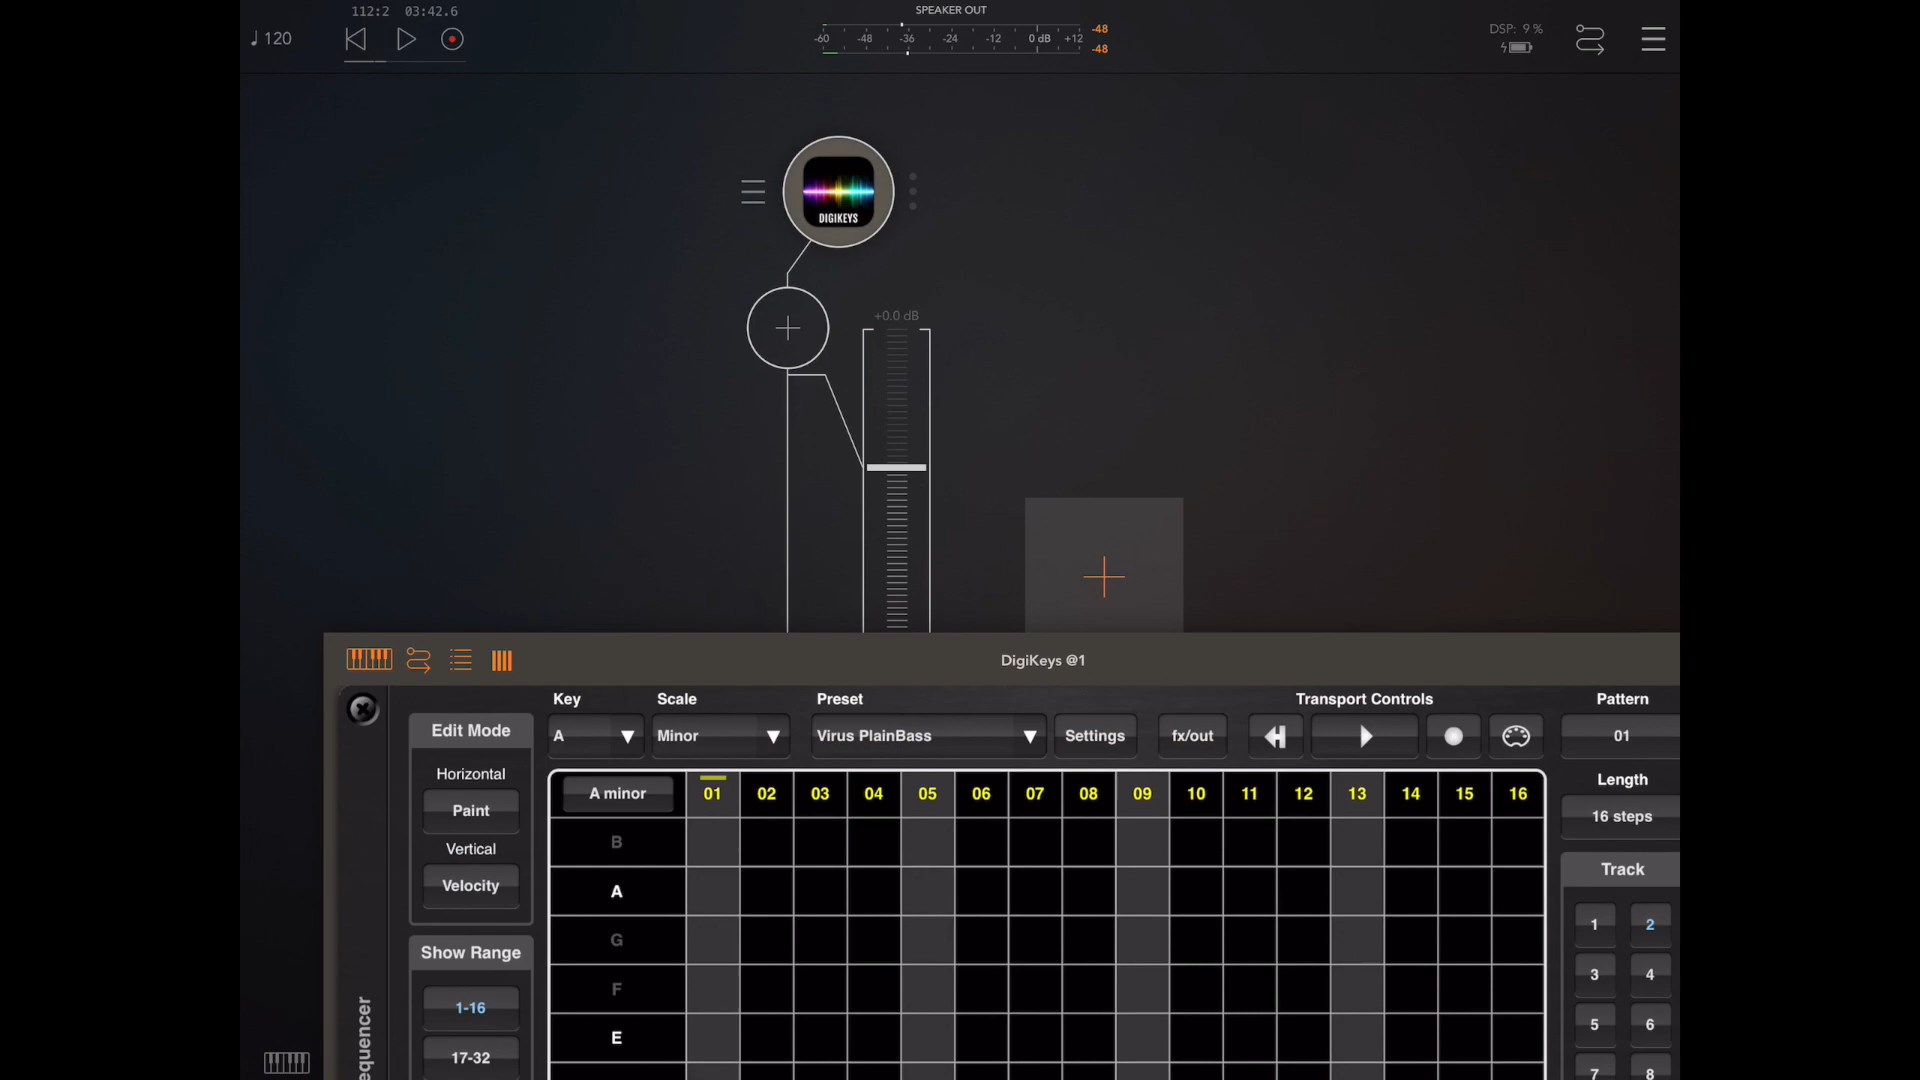 112:2 03:42.6
SPEAKER OUT
♩ 120
-60 -48 -36 -24 -12 0 dB +12
-48
-48
DSP: 9 %
DIGIKEYS
+0.0 dB
DigiKeys @1
Key Scale Preset Transport Controls Pattern
A Minor Virus PlainBass Settings fx/out 01
Edit Mode
Horizontal
Paint
Vertical
Velocity
Show Range
1-16
17-32
A minor 01 02 03 04 05 06 07 08 09 10 11 12 13 14 15 16
B
A
G
F
E
Length
16 steps
Track
1 2
3 4
5 6
7 8